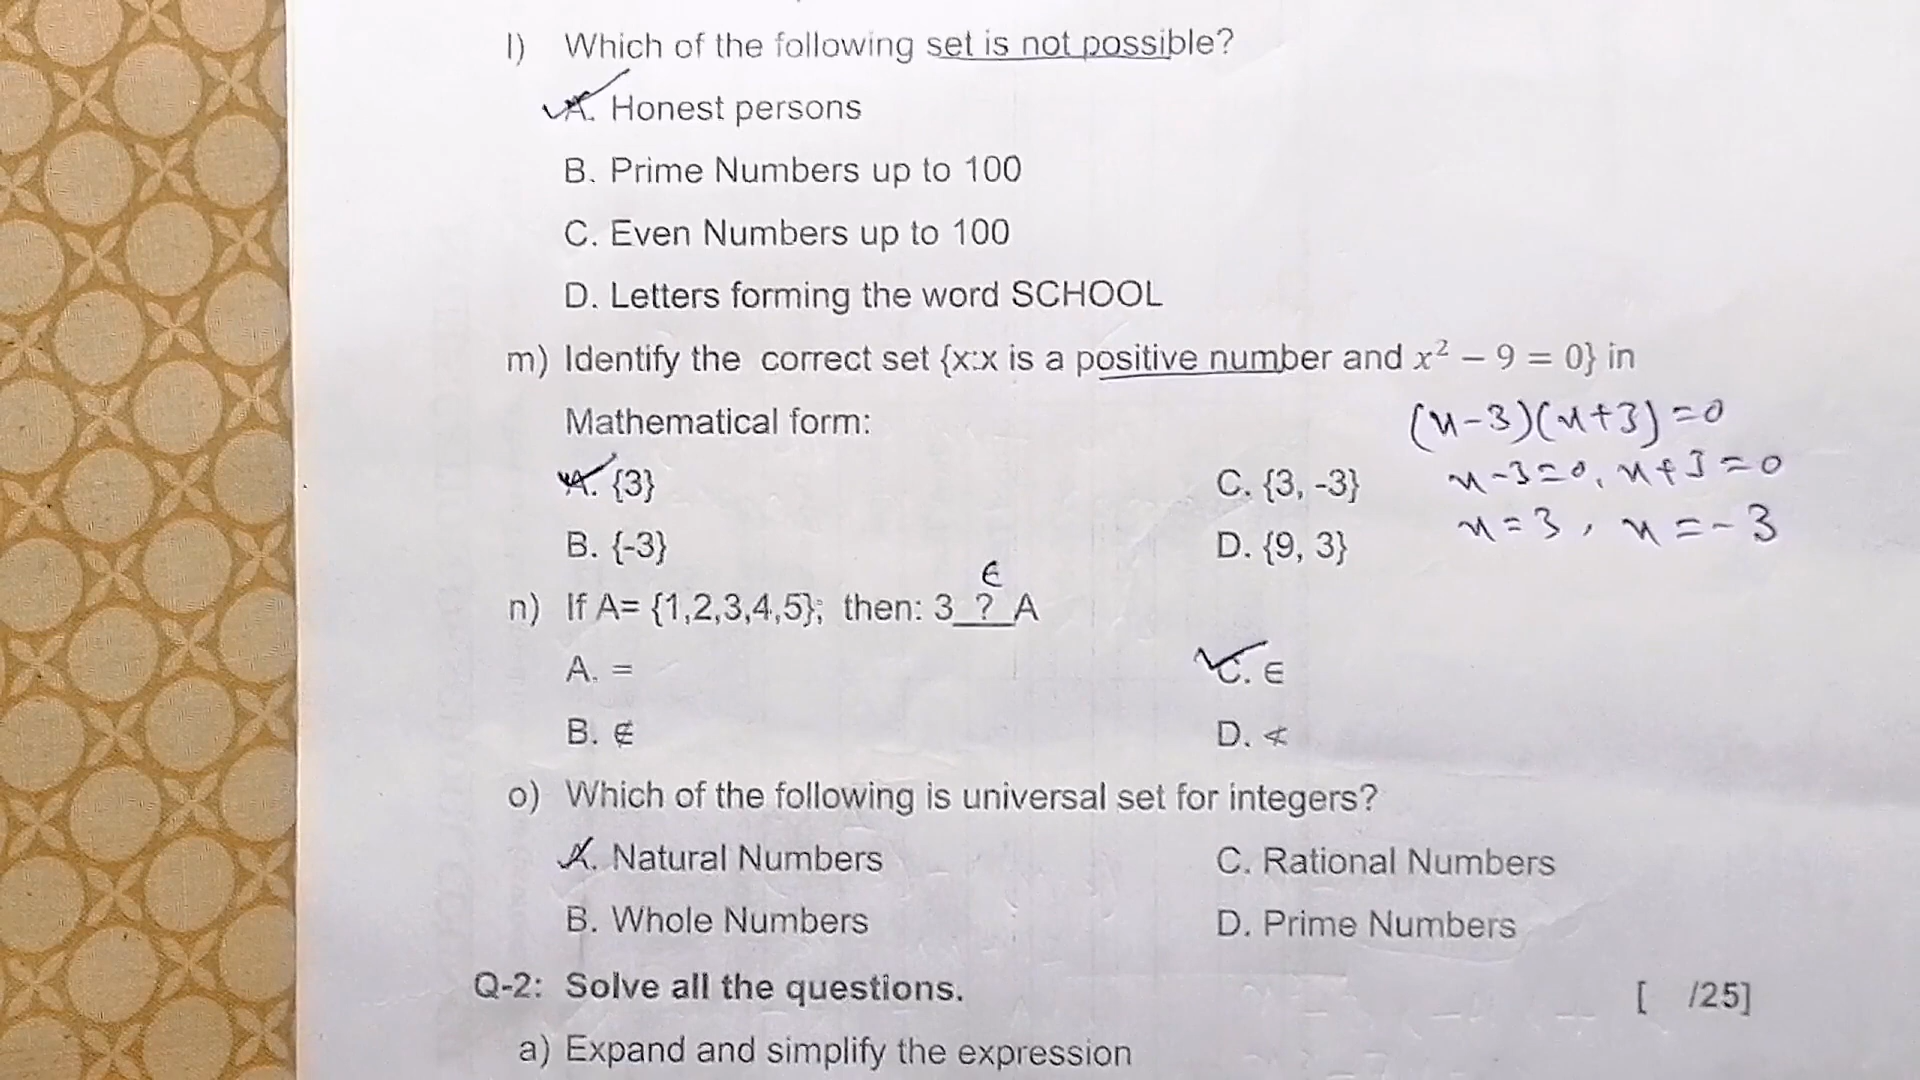 l) Which of the following set is not possible?
A. Honest persons
B. Prime Numbers up to 100
C. Even Numbers up to 100
D. Letters forming the word SCHOOL
m) Identify the correct set {x:x is a positive number and x² − 9 = 0} in
Mathematical form:
(x-3)(x+3)=0
A. {3}
C. {3, -3}
x-3=0, x+3=0
B. {-3}
D. {9, 3}
x=3, x=-3
∈
n) If A= {1,2,3,4,5}; then: 3 ? A
A. =
C. ∈
B. ∉
D. ≮
o) Which of the following is universal set for integers?
A. Natural Numbers
C. Rational Numbers
B. Whole Numbers
D. Prime Numbers
Q-2: Solve all the questions.
[ /25]
a) Expand and simplify the expression